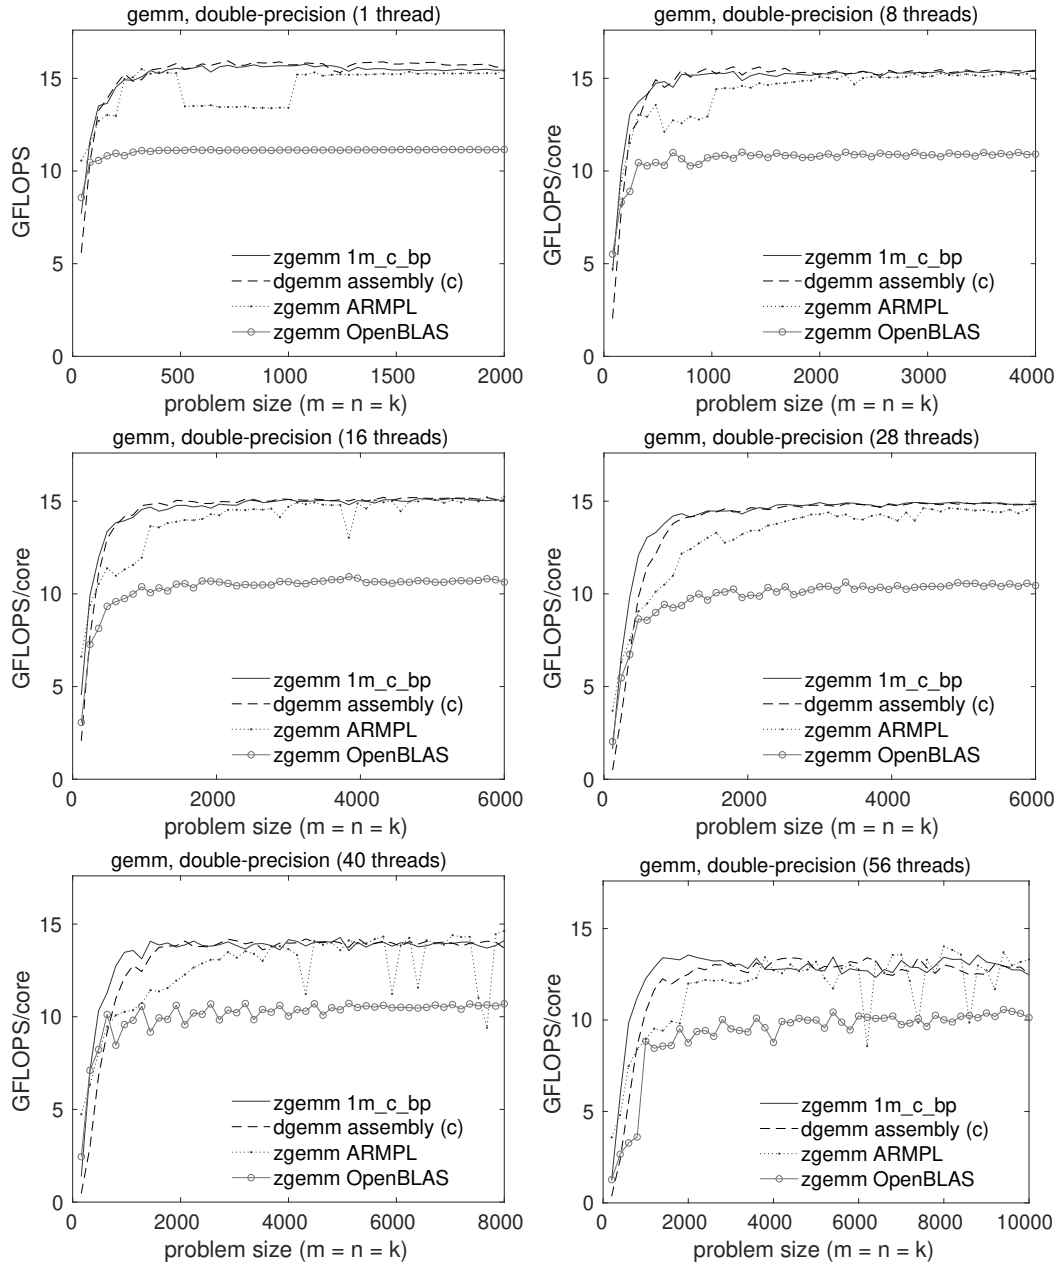 gemm, double-precision (1 thread)
GFLOPS
15
10
5
0
zgemm 1m_c_bp
dgemm assembly (c)
zgemm ARMPL
zgemm OpenBLAS
0 500 1000 1500 2000
problem size (m = n = k)
gemm, double-precision (8 threads)
GFLOPS/core
15
10
5
0
zgemm 1m_c_bp
dgemm assembly (c)
zgemm ARMPL
zgemm OpenBLAS
0 1000 2000 3000 4000
problem size (m = n = k)
gemm, double-precision (16 threads)
GFLOPS/core
15
10
5
0
zgemm 1m_c_bp
dgemm assembly (c)
zgemm ARMPL
zgemm OpenBLAS
0 2000 4000 6000
problem size (m = n = k)
gemm, double-precision (28 threads)
GFLOPS/core
15
10
5
0
zgemm 1m_c_bp
dgemm assembly (c)
zgemm ARMPL
zgemm OpenBLAS
0 2000 4000 6000
problem size (m = n = k)
gemm, double-precision (40 threads)
GFLOPS/core
15
10
5
0
zgemm 1m_c_bp
dgemm assembly (c)
zgemm ARMPL
zgemm OpenBLAS
0 2000 4000 6000 8000
problem size (m = n = k)
gemm, double-precision (56 threads)
GFLOPS/core
15
10
5
0
zgemm 1m_c_bp
dgemm assembly (c)
zgemm ARMPL
zgemm OpenBLAS
0 2000 4000 6000 8000 10000
problem size (m = n = k)